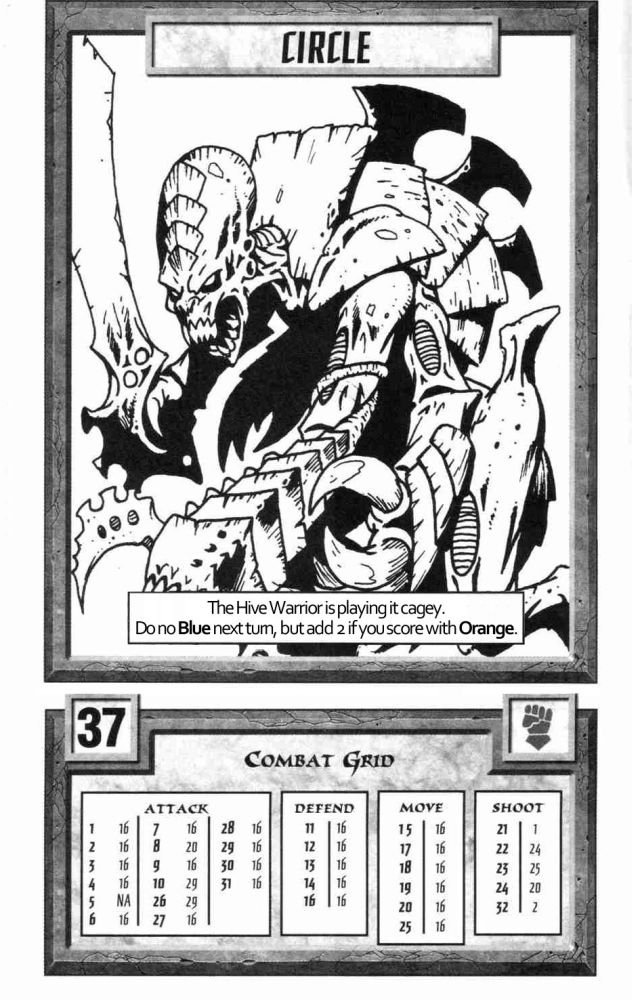 CIRCLE
The Hive Warrior is playing it cagey.
Do no Blue next turn, but add 2 if you score with Orange.
37
COMBAT GRID
ATTACK DEFEND MOVE SHOOT
1 16 7 16 28 16 11 16 15 16 21 1
2 16 8 20 29 16 12 16 17 16 22 24
3 16 9 16 30 16 13 16 18 16 23 25
4 16 10 29 31 16 14 16 19 16 24 20
5 NA 26 29 16 16 20 16 32 2
6 16 27 16 25 16